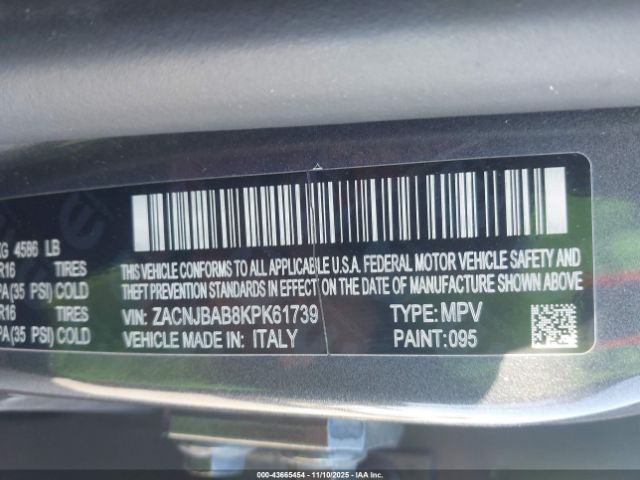 KG 4586 LB
R16 TIRES
PA(35 PSI) COLD
R16 TIRES
PA(35 PSI) COLD
THIS VEHICLE CONFORMS TO ALL APPLICABLE U.S.A. FEDERAL MOTOR VEHICLE SAFETY AND
THEFT PREVENTION STANDARDS IN EFFECT ON THE DATE OF MANUFACTURE SHOWN ABOVE
VIN: ZACNJBAB8KPK61739 TYPE: MPV
VEHICLE MADE IN: ITALY PAINT: 095
000-43665454 - 11/10/2025 - IAA Inc.